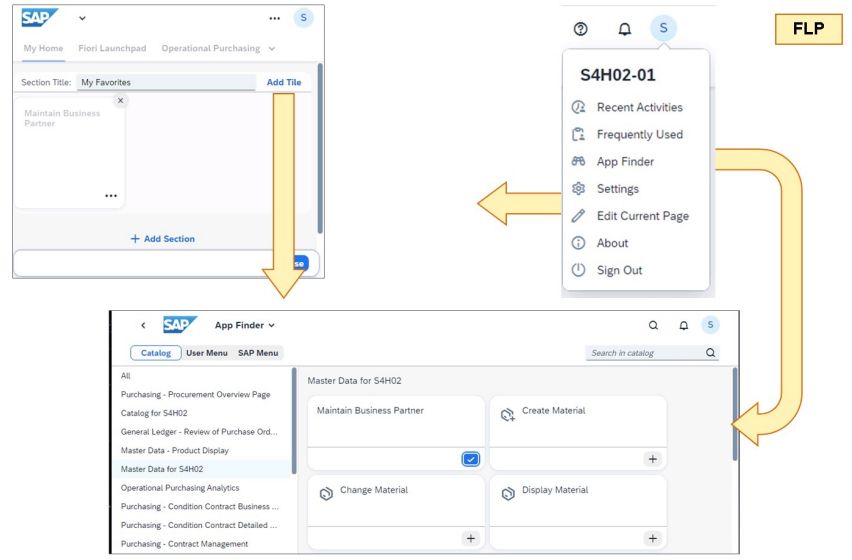 SAP
S
My Home Fiori Launchpad Operational Purchasing
Section Title: My Favorites Add Tile
Maintain Business
Partner
+ Add Section
se
S
S4H02-01
Recent Activities
Frequently Used
App Finder
Settings
Edit Current Page
About
Sign Out
FLP
SAP App Finder
S
Catalog User Menu SAP Menu
Search in catalog
All
Purchasing - Procurement Overview Page
Catalog for S4H02
General Ledger - Review of Purchase Ord...
Master Data - Product Display
Master Data for S4H02
Operational Purchasing Analytics
Purchasing - Condition Contract Business ...
Purchasing - Condition Contract Detailed ...
Purchasing - Contract Management
Master Data for S4H02
Maintain Business Partner
Create Material
Change Material
Display Material